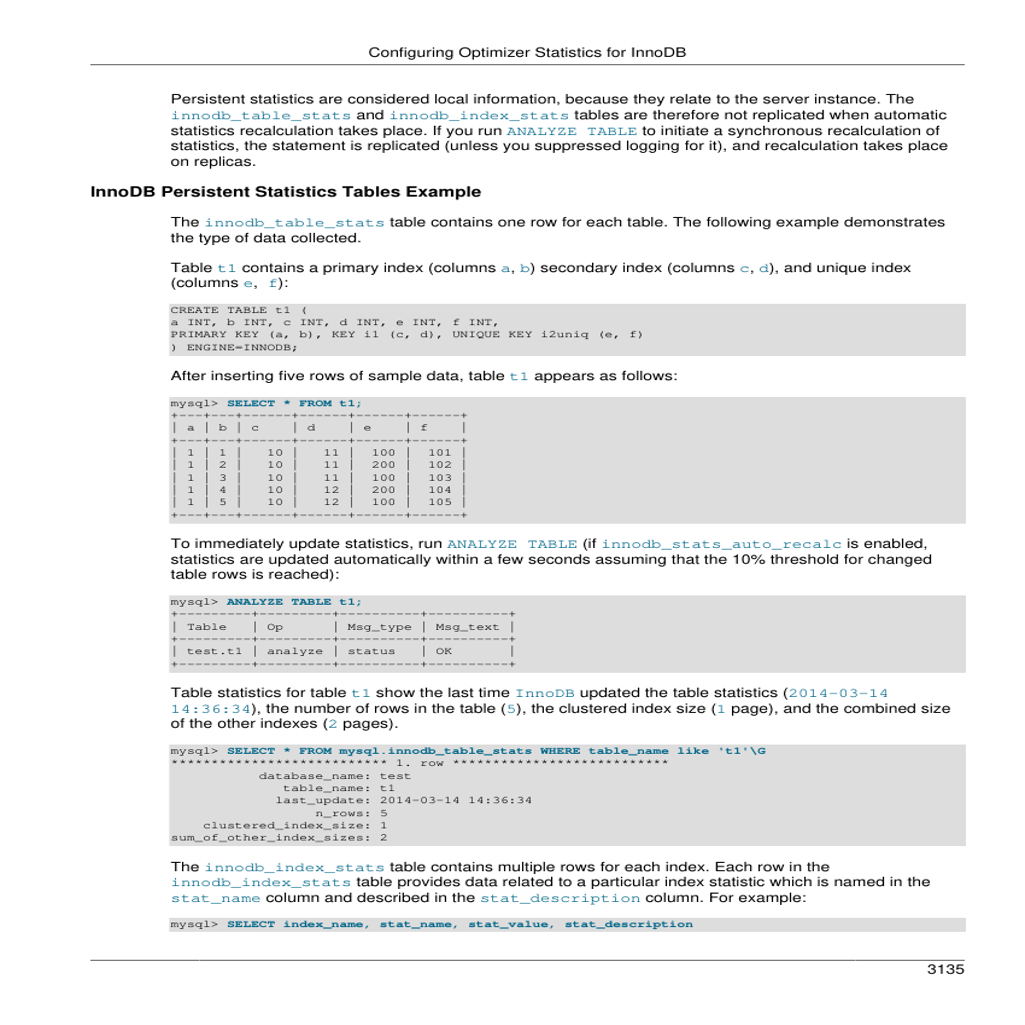 Configuring Optimizer Statistics for InnoDB
Persistent statistics are considered local information, because they relate to the server instance. The
innodb_table_stats and innodb_index_stats tables are therefore not replicated when automatic
statistics recalculation takes place. If you run ANALYZE TABLE to initiate a synchronous recalculation of
statistics, the statement is replicated (unless you suppressed logging for it), and recalculation takes place
on replicas.
InnoDB Persistent Statistics Tables Example
The innodb_table_stats table contains one row for each table. The following example demonstrates
the type of data collected.
Table t1 contains a primary index (columns a, b) secondary index (columns c, d), and unique index
(columns e, f):
CREATE TABLE t1 (
a INT, b INT, c INT, d INT, e INT, f INT,
PRIMARY KEY (a, b), KEY i1 (c, d), UNIQUE KEY i2uniq (e, f)
) ENGINE=INNODB;
After inserting five rows of sample data, table t1 appears as follows:
mysql> SELECT * FROM t1;
+---+---+------+------+------+------+
| a | b | c    | d    | e    | f    |
+---+---+------+------+------+------+
| 1 | 1 |   10 |   11 |  100 |  101 |
| 1 | 2 |   10 |   11 |  200 |  102 |
| 1 | 3 |   10 |   11 |  100 |  103 |
| 1 | 4 |   10 |   12 |  200 |  104 |
| 1 | 5 |   10 |   12 |  100 |  105 |
+---+---+------+------+------+------+
To immediately update statistics, run ANALYZE TABLE (if innodb_stats_auto_recalc is enabled,
statistics are updated automatically within a few seconds assuming that the 10% threshold for changed
table rows is reached):
mysql> ANALYZE TABLE t1;
+---------+---------+----------+----------+
| Table   | Op      | Msg_type | Msg_text |
+---------+---------+----------+----------+
| test.t1 | analyze | status   | OK       |
+---------+---------+----------+----------+
Table statistics for table t1 show the last time InnoDB updated the table statistics (2014-03-14
14:36:34), the number of rows in the table (5), the clustered index size (1 page), and the combined size
of the other indexes (2 pages).
mysql> SELECT * FROM mysql.innodb_table_stats WHERE table_name like 't1'\G
*************************** 1. row ***************************
database_name: test
table_name: t1
last_update: 2014-03-14 14:36:34
n_rows: 5
clustered_index_size: 1
sum_of_other_index_sizes: 2
The innodb_index_stats table contains multiple rows for each index. Each row in the
innodb_index_stats table provides data related to a particular index statistic which is named in the
stat_name column and described in the stat_description column. For example:
mysql> SELECT index_name, stat_name, stat_value, stat_description
3135